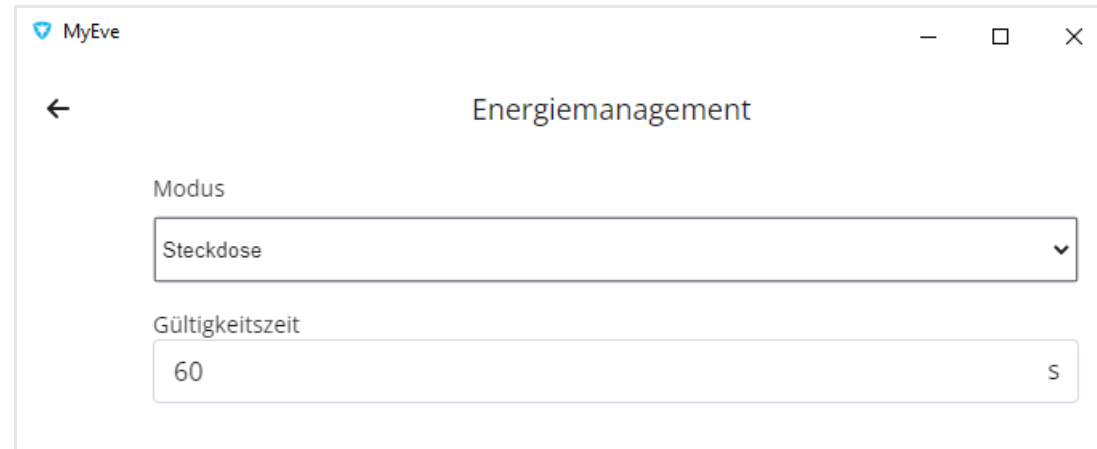 MyEve
Energiemanagement
Modus
Steckdose
Gültigkeitszeit
60 s